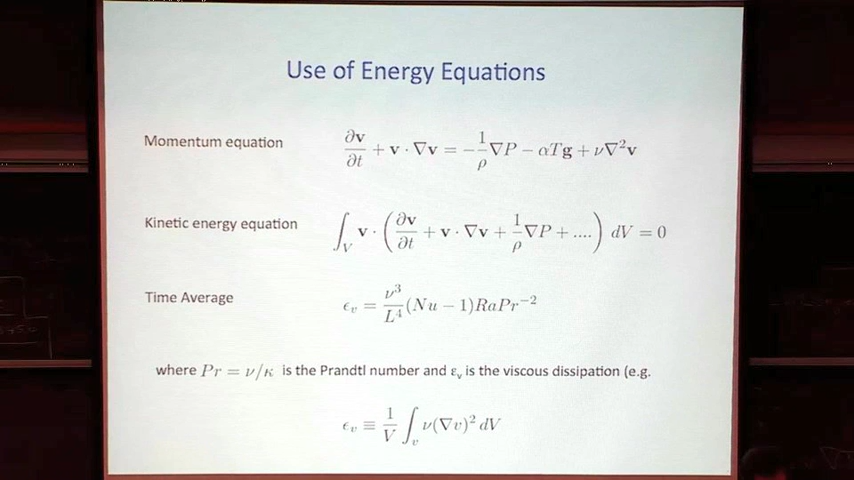 Use of Energy Equations
Momentum equation ∂v/∂t + v · ∇v = −1/ρ ∇P − αTg + ν∇²v
Kinetic energy equation ∫_V v · (∂v/∂t + v · ∇v + 1/ρ ∇P + ....) dV = 0
Time Average ϵ_v = ν³/L⁴ (Nu − 1)RaPr⁻²
where Pr = ν/κ is the Prandtl number and ε_v is the viscous dissipation (e.g.
ϵ_v ≡ 1/V ∫_v ν(∇v)² dV